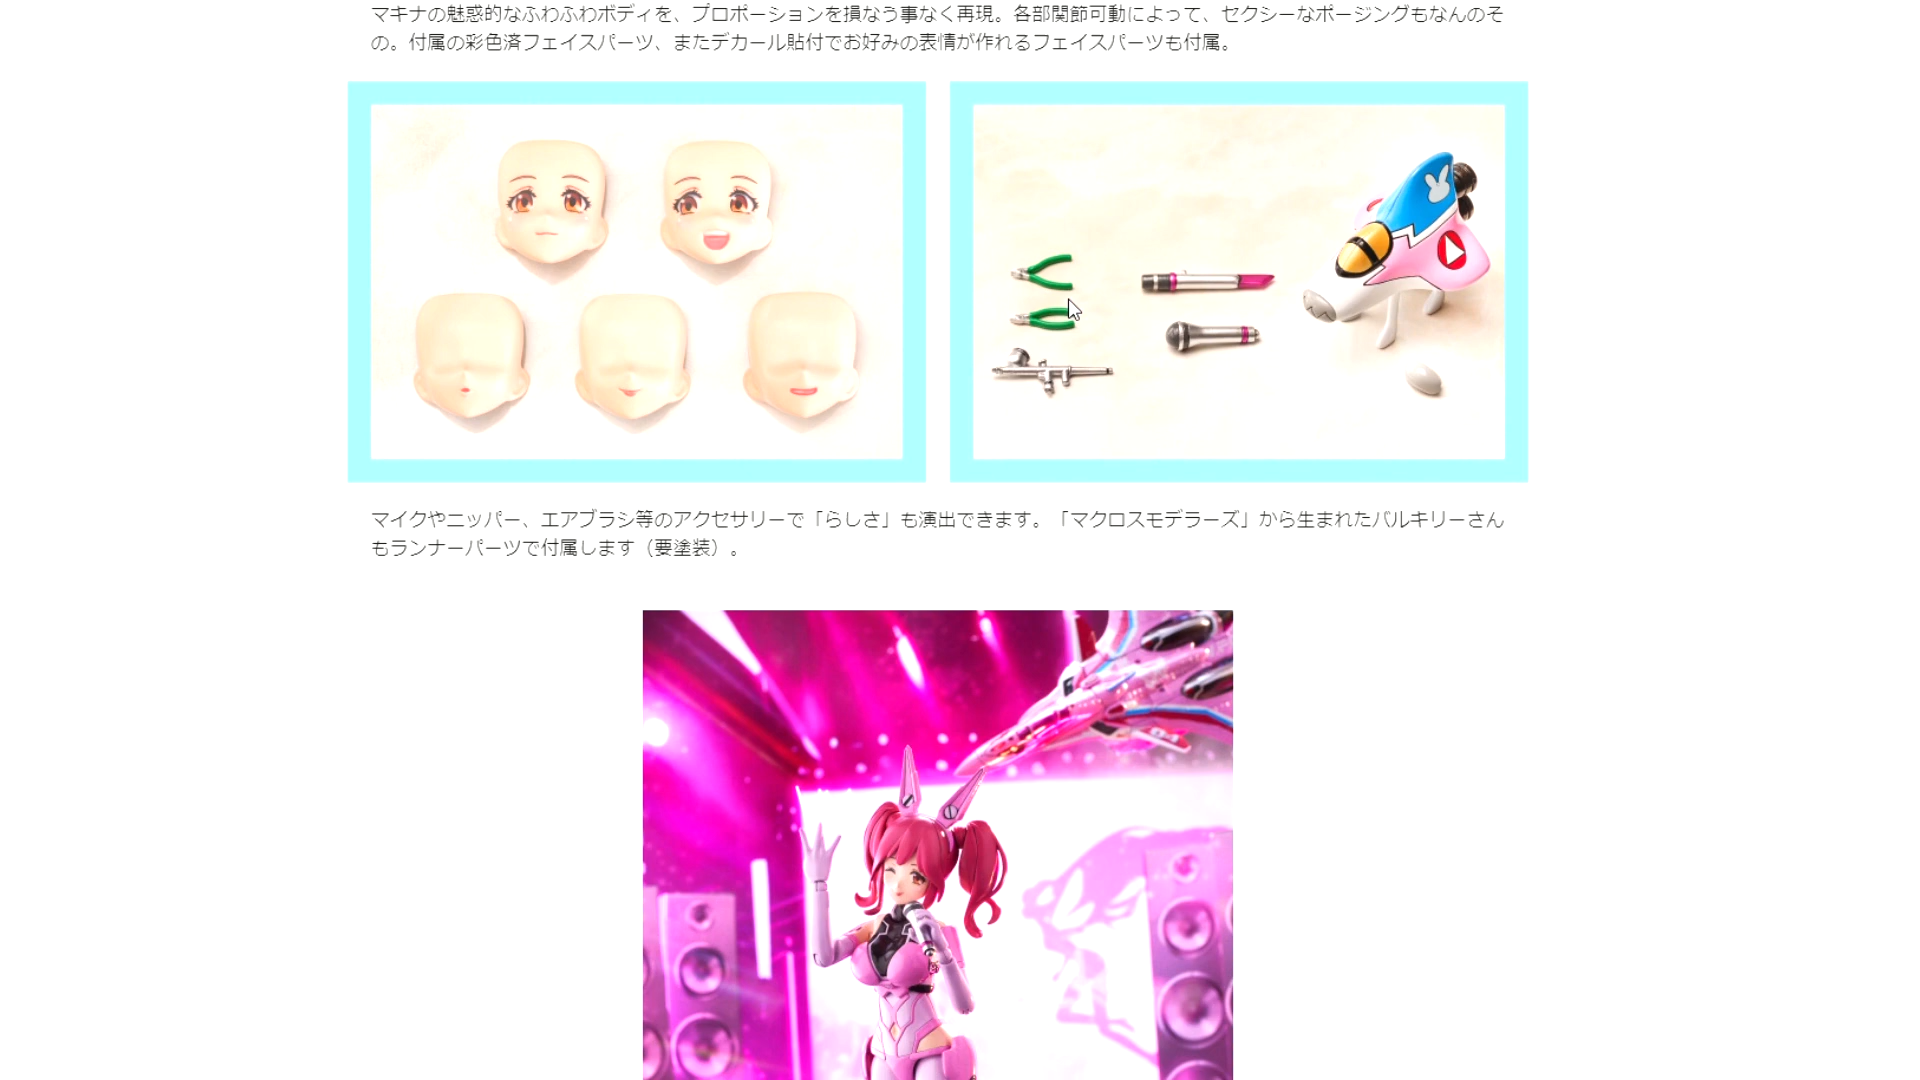 マキナの魅惑的なふわふわボディを、プロポーションを損なう事なく再現。各部関節可動によって、セクシーなポージングもなんのそ
の。付属の彩色済フェイスパーツ、またデカール貼付でお好みの表情が作れるフェイスパーツも付属。
マイクやニッパー、エアブラシ等のアクセサリーで「らしさ」も演出できます。「マクロスモデラーズ」から生まれたバルキリーさん
もランナーパーツで付属します（要塗装）。